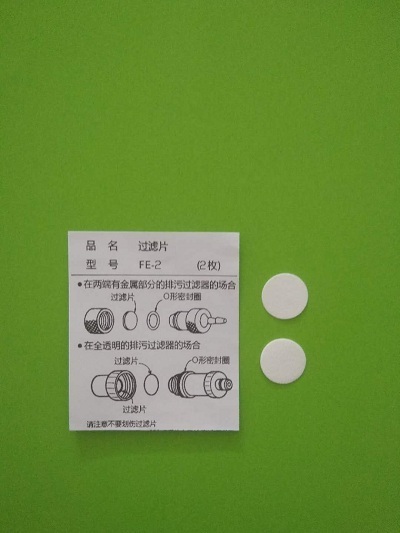 品 名 过滤片
型 号 FE-2 (2枚)
•在两端有金属部分的排污过滤器的场合
过滤片 O形密封圈
•在全透明的排污过滤器的场合
过滤片 O形密封圈
过滤片
请注意不要划伤过滤片